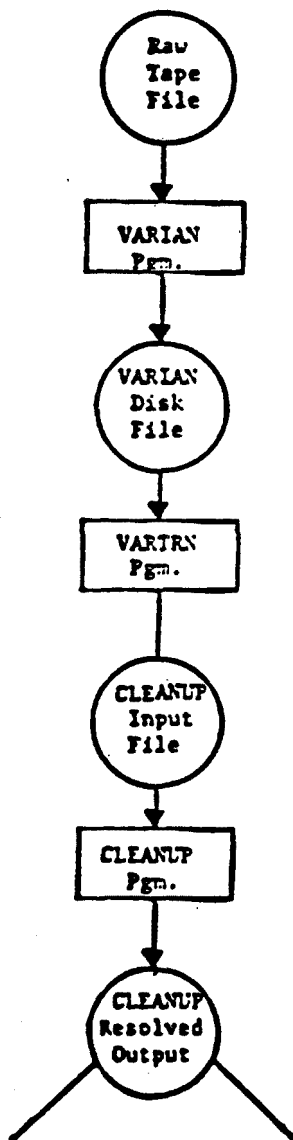 Raw
Tape
File
VARIAN
Pgm.
VARIAN
Disk
File
VARTRN
Pgm.
CLEANUP
Input
File
CLEANUP
Pgm.
CLEANUP
Resolved
Output